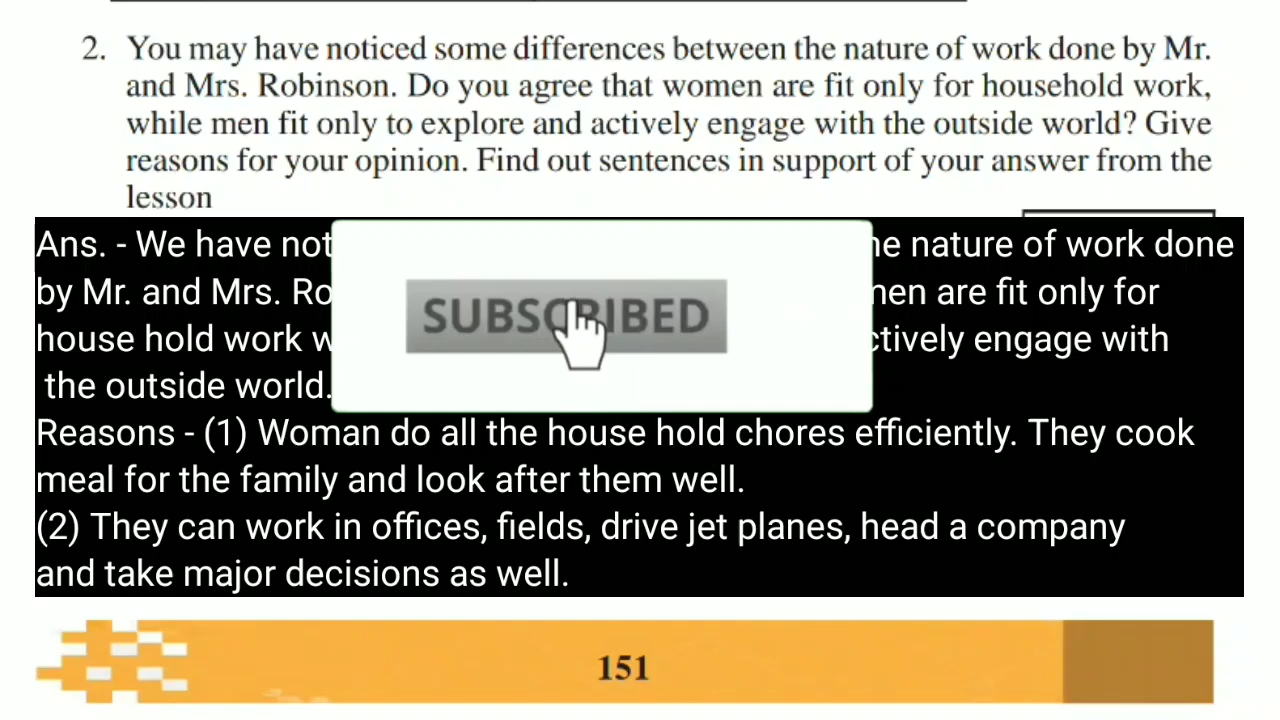 2. You may have noticed some differences between the nature of work done by Mr.
and Mrs. Robinson. Do you agree that women are fit only for household work,
while men fit only to explore and actively engage with the outside world? Give
reasons for your opinion. Find out sentences in support of your answer from the
lesson
Ans. - We have nature of work done
by Mr. and Mrs. are fit only for
house hold work engage with
the outside world.
SUBSCRIBED
Reasons - (1) Woman do all the house hold chores efficiently. They cook
meal for the family and look after them well.
(2) They can work in offices, fields, drive jet planes, head a company
and take major decisions as well.
151